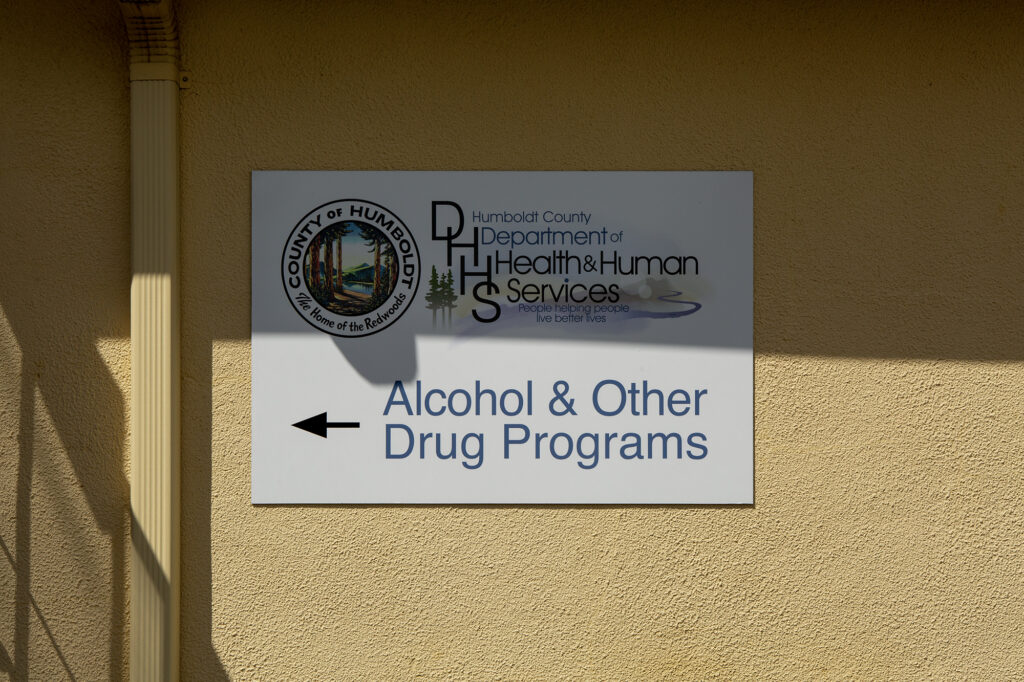 COUNTY OF HUMBOLDT
The Home of the Redwoods
DHHS
Humboldt County
Department of
Health & Human
Services
People helping people
live better lives
Alcohol & Other
Drug Programs